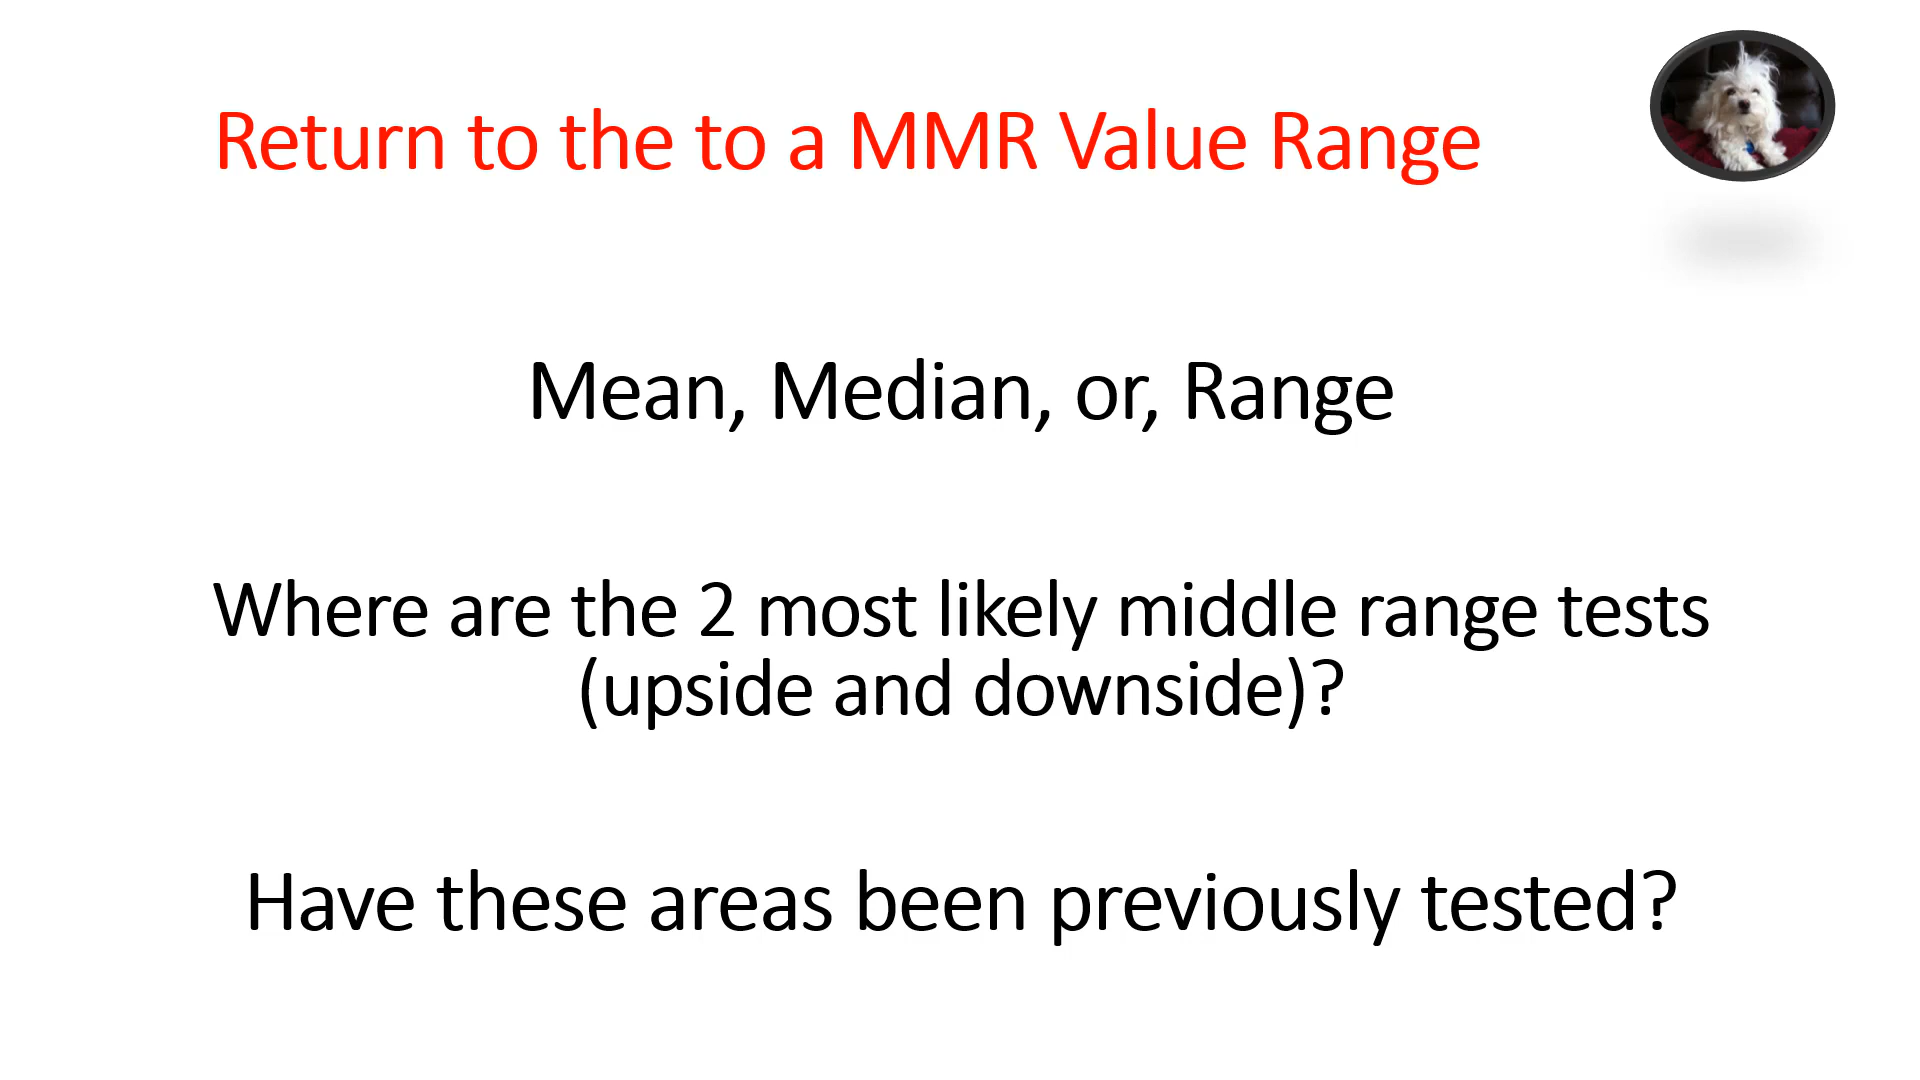 Return to the to a MMR Value Range
Mean, Median, or, Range
Where are the 2 most likely middle range tests
(upside and downside)?
Have these areas been previously tested?